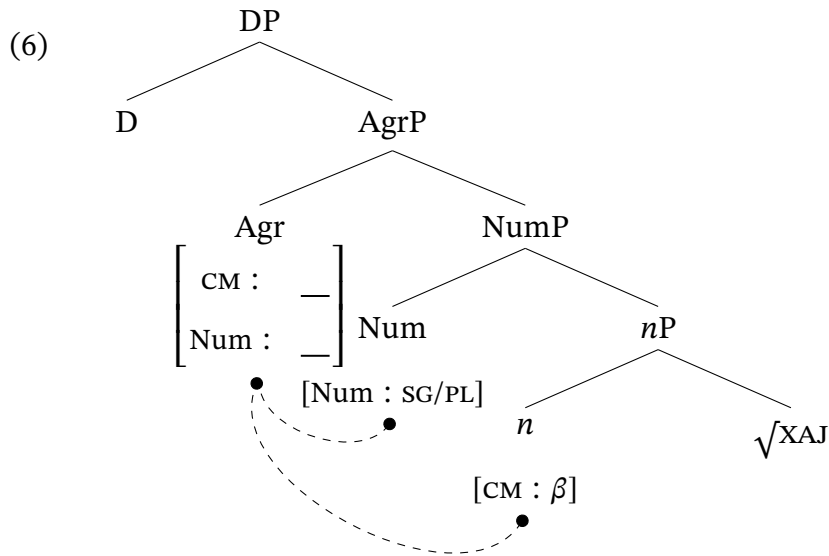 (6) DP
D AgrP
Agr NumP
[CM : __
Num : __]
Num nP
[Num : SG/PL]
n √XAJ
[CM : β]